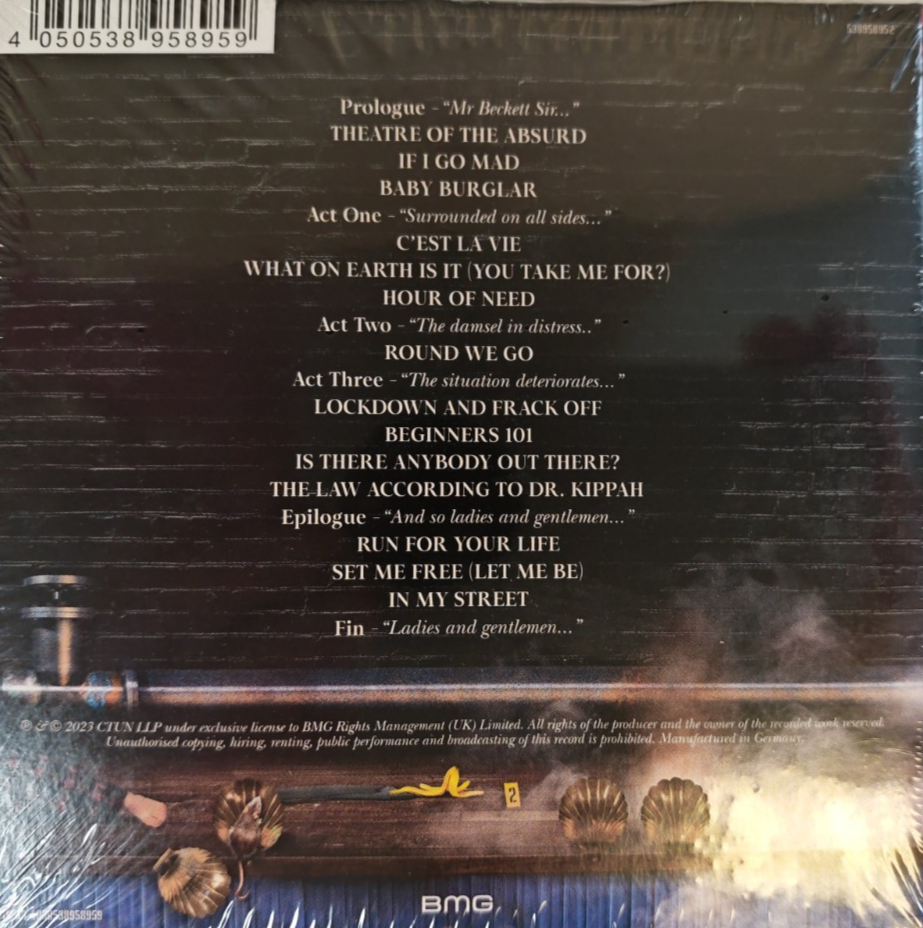 4 050538 958959
538958952
Prologue - “Mr Beckett Sir...”
THEATRE OF THE ABSURD
IF I GO MAD
BABY BURGLAR
Act One - “Surrounded on all sides...”
C’EST LA VIE
WHAT ON EARTH IS IT (YOU TAKE ME FOR?)
HOUR OF NEED
Act Two - “The damsel in distress..”
ROUND WE GO
Act Three - “The situation deteriorates...”
LOCKDOWN AND FRACK OFF
BEGINNERS 101
IS THERE ANYBODY OUT THERE?
THE LAW ACCORDING TO DR. KIPPAH
Epilogue - “And so ladies and gentlemen...”
RUN FOR YOUR LIFE
SET ME FREE (LET ME BE)
IN MY STREET
Fin - “Ladies and gentlemen...”
℗ & © 2023 CTUN LLP under exclusive license to BMG Rights Management (UK) Limited. All rights of the producer and the owner of the recorded work reserved.
Unauthorised copying, hiring, renting, public performance and broadcasting of this record is prohibited. Manufactured in Germany.
2
BMG